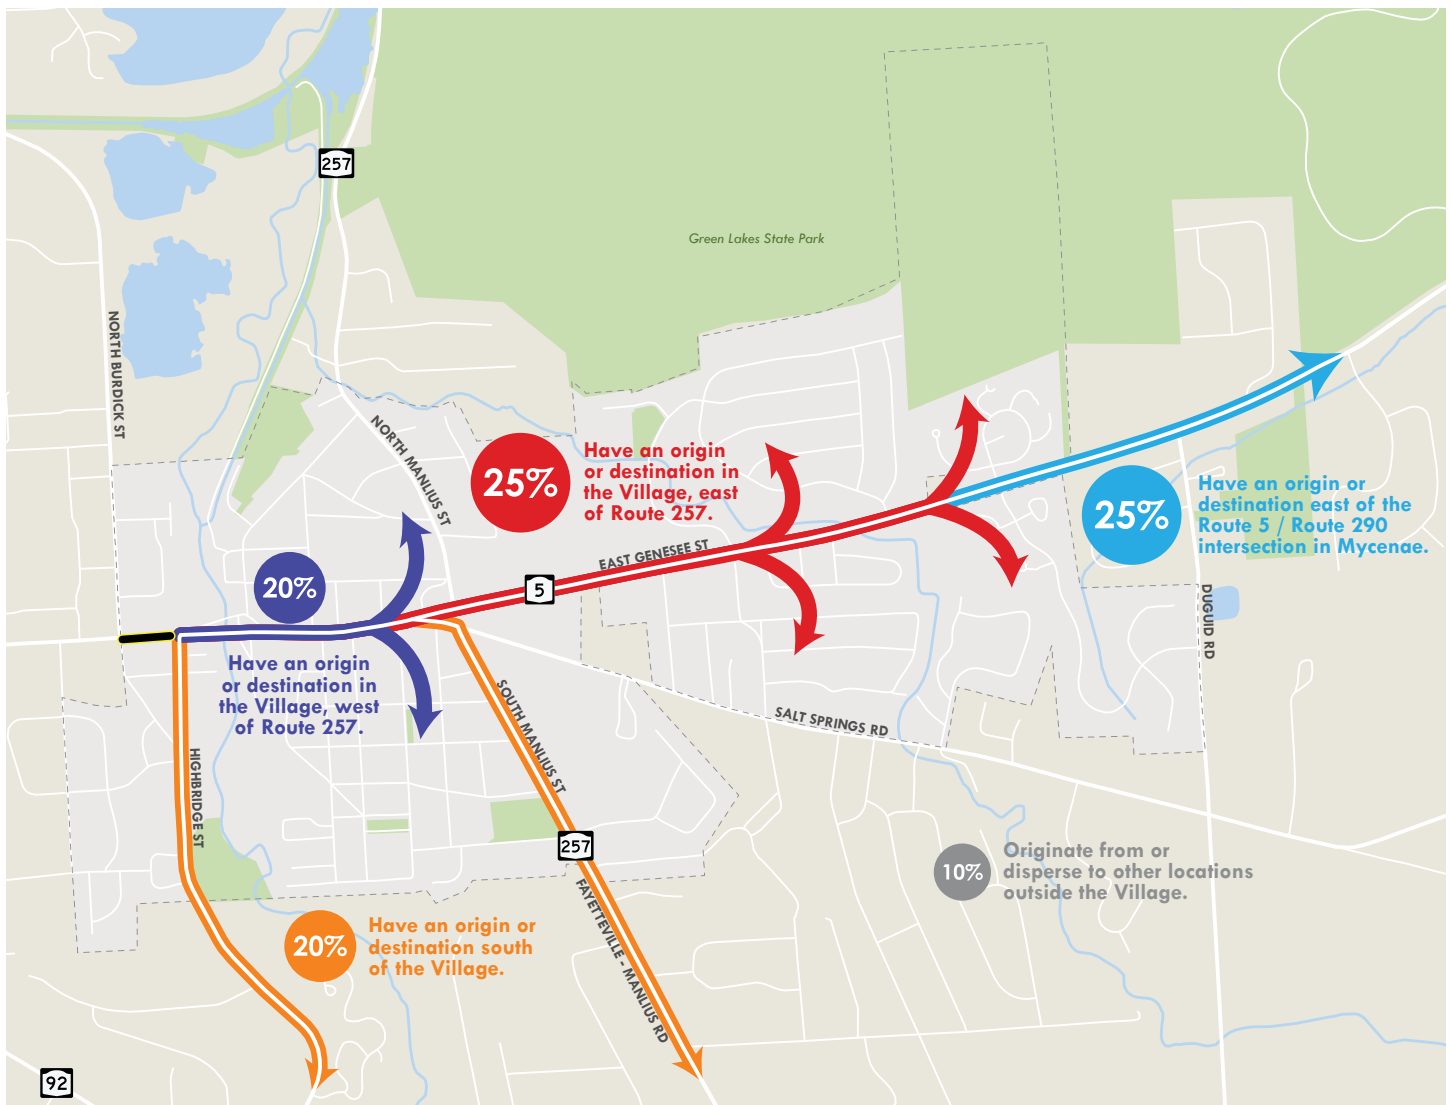 257
Green Lakes State Park
NORTH BURDICK ST
NORTH MANLIUS ST
25%
Have an origin
or destination in
the Village, east
of Route 257.
25%
Have an origin or
destination east of the
Route 5 / Route 290
intersection in Mycenae.
EAST GENESEE ST
5
20%
Have an origin
or destination in
the Village, west
of Route 257.
DUGUID RD
SOUTH MANLIUS ST
SALT SPRINGS RD
HIGHBRIDGE ST
257
10%
Originate from or
disperse to other locations
outside the Village.
20%
Have an origin or
destination south
of the Village.
FAYETTEVILLE - MANLIUS RD
92